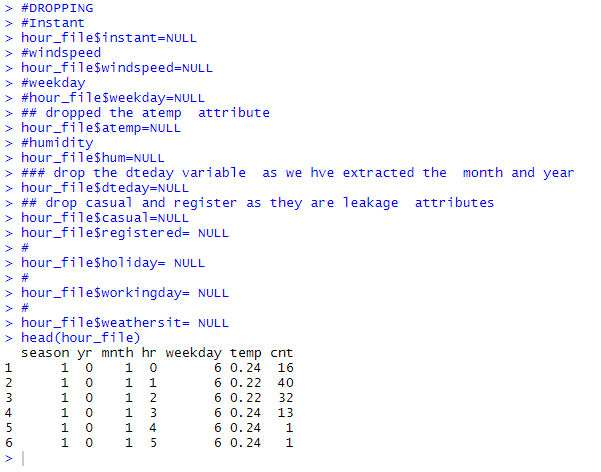 > #DROPPING
> #Instant
> hour_file$instant=NULL
> #windspeed
> hour_file$windspeed=NULL
> #weekday
> #hour_file$weekday=NULL
> ## dropped the atemp  attribute
> hour_file$atemp=NULL
> #humidity
> hour_file$hum=NULL
> ### drop the dteday variable  as we hve extracted the  month and year
> hour_file$dteday=NULL
> ## drop casual and register as they are leakage  attributes
> hour_file$casual=NULL
> hour_file$registered= NULL
> #
> hour_file$holiday= NULL
> #
> hour_file$workingday= NULL
> #
> hour_file$weathersit= NULL
> head(hour_file)
  season yr mnth hr weekday temp cnt
1      1  0    1  0       6 0.24  16
2      1  0    1  1       6 0.22  40
3      1  0    1  2       6 0.22  32
4      1  0    1  3       6 0.24  13
5      1  0    1  4       6 0.24   1
6      1  0    1  5       6 0.24   1
>